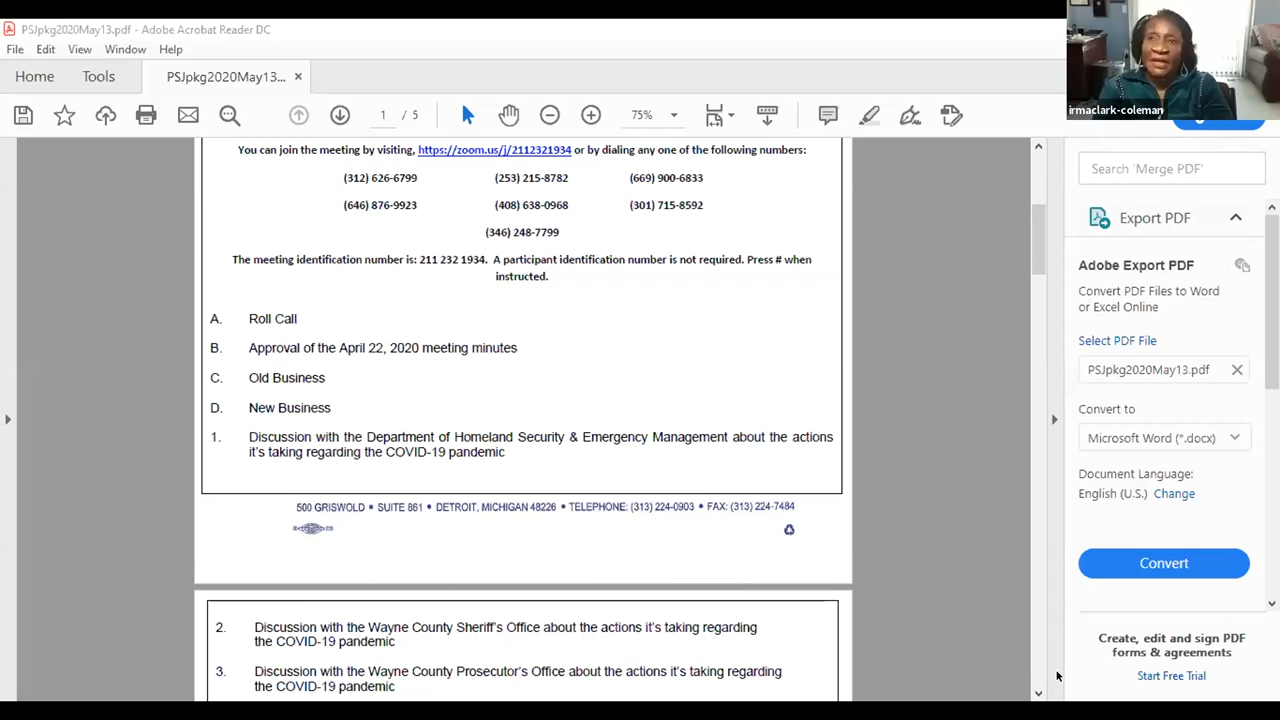 PSJpkg2020May13.pdf - Adobe Acrobat Reader DC
File Edit View Window Help
Home Tools PSJpkg2020May13... ×
1 / 5 75%
irmaclark-coleman
You can join the meeting by visiting, https://zoom.us/j/2112321934 or by dialing any one of the following numbers:
(312) 626-6799 (253) 215-8782 (669) 900-6833
(646) 876-9923 (408) 638-0968 (301) 715-8592
(346) 248-7799
The meeting identification number is: 211 232 1934. A participant identification number is not required. Press # when
instructed.
A. Roll Call
B. Approval of the April 22, 2020 meeting minutes
C. Old Business
D. New Business
1. Discussion with the Department of Homeland Security & Emergency Management about the actions
it's taking regarding the COVID-19 pandemic
500 GRISWOLD • SUITE 861 • DETROIT, MICHIGAN 48226 • TELEPHONE: (313) 224-0903 • FAX: (313) 224-7484
2. Discussion with the Wayne County Sheriff's Office about the actions it's taking regarding
the COVID-19 pandemic
3. Discussion with the Wayne County Prosecutor's Office about the actions it's taking regarding
the COVID-19 pandemic
Search 'Merge PDF'
Export PDF
Adobe Export PDF
Convert PDF Files to Word
or Excel Online
Select PDF File
PSJpkg2020May13.pdf
Convert to
Microsoft Word (*.docx)
Document Language:
English (U.S.) Change
Convert
Create, edit and sign PDF
forms & agreements
Start Free Trial